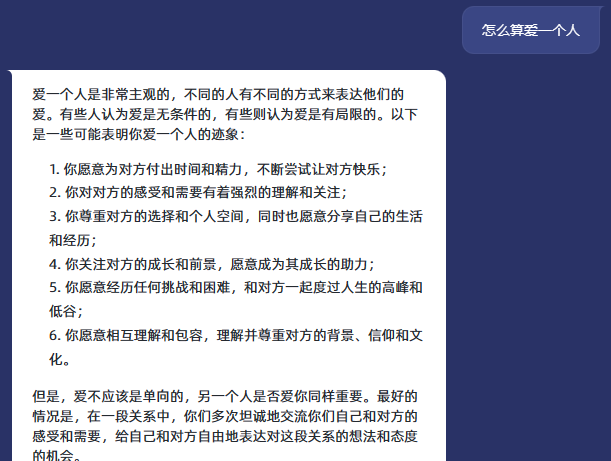 怎么算爱一个人
爱一个人是非常主观的，不同的人有不同的方式来表达他们的
爱。有些人认为爱是无条件的，有些则认为爱是有局限的。以下
是一些可能表明你爱一个人的迹象：
1. 你愿意为对方付出时间和精力，不断尝试让对方快乐；
2. 你对对方的感受和需要有着强烈的理解和关注；
3. 你尊重对方的选择和个人空间，同时也愿意分享自己的生活
和经历；
4. 你关注对方的成长和前景，愿意成为其成长的助力；
5. 你愿意经历任何挑战和困难，和对方一起度过人生的高峰和
低谷；
6. 你愿意相互理解和包容，理解并尊重对方的背景、信仰和文
化。
但是，爱不应该是单向的，另一个人是否爱你同样重要。最好的
情况是，在一段关系中，你们多次坦诚地交流你们自己和对方的
感受和需要，给自己和对方自由地表达对这段关系的想法和态度
的机会。